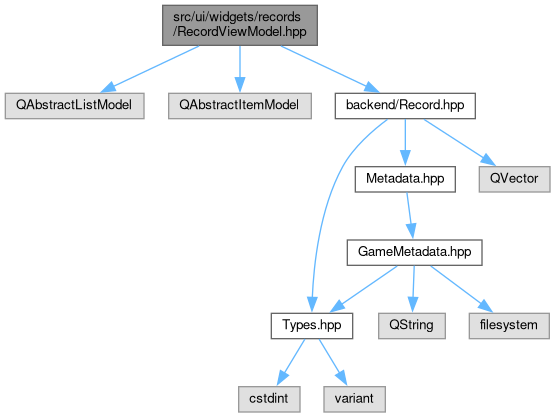 src/ui/widgets/records
/RecordViewModel.hpp
QAbstractListModel
QAbstractItemModel
backend/Record.hpp
Metadata.hpp
QVector
GameMetadata.hpp
Types.hpp
QString
filesystem
cstdint
variant